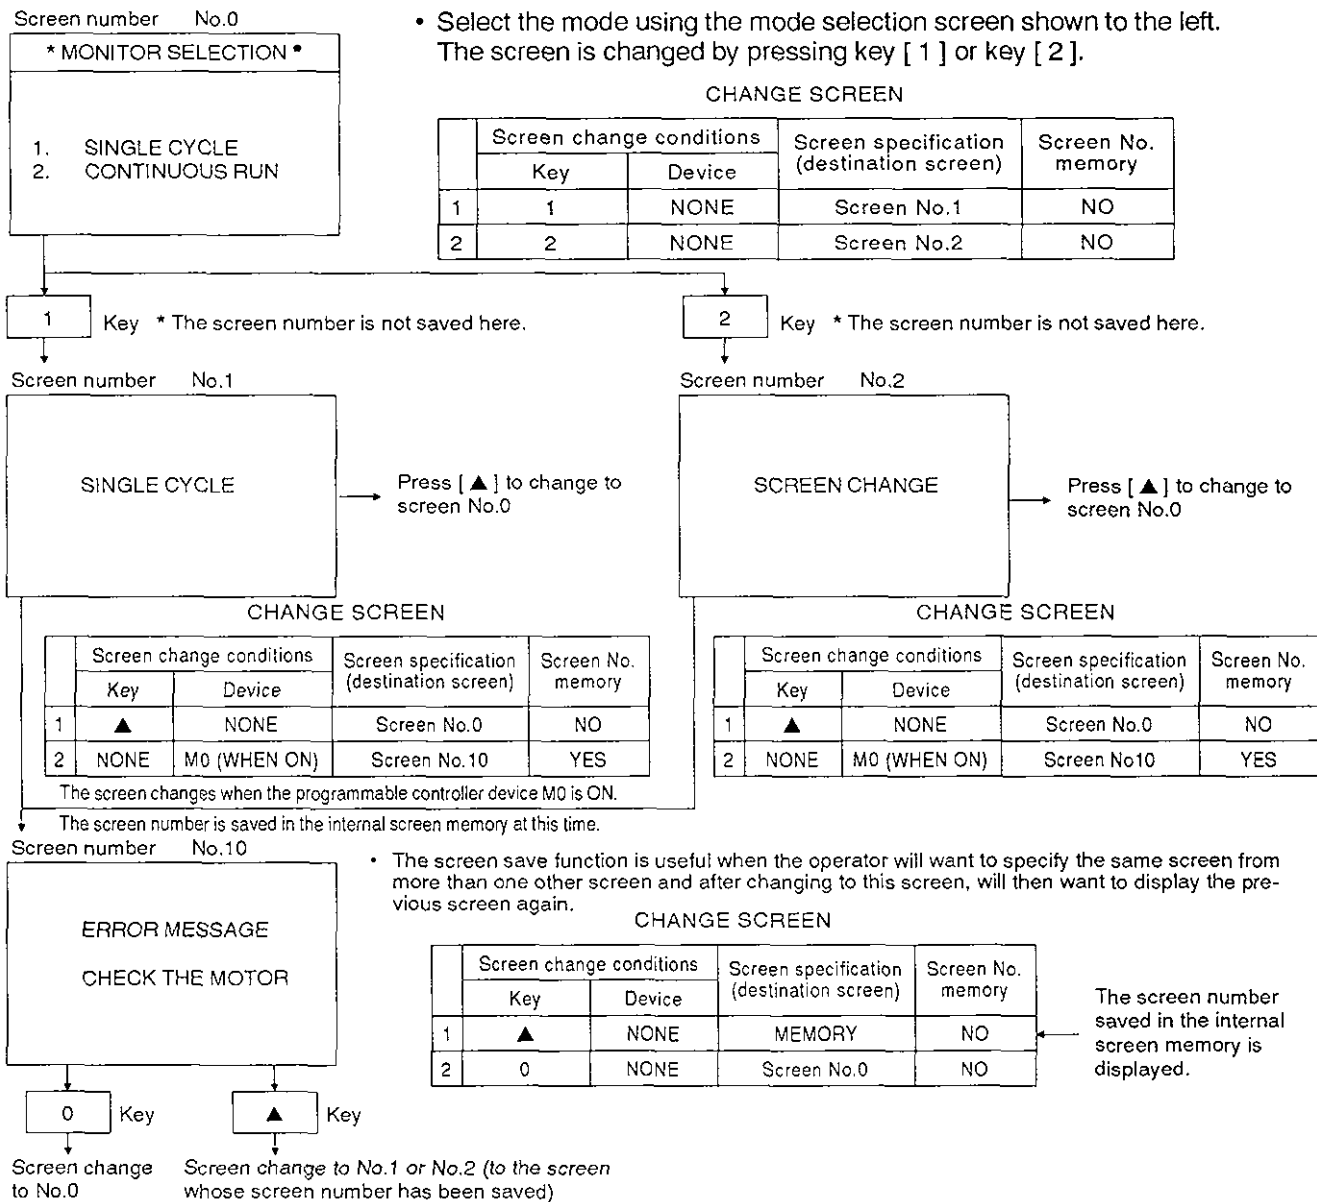 Screen number No.0
* MONITOR SELECTION *
1. SINGLE CYCLE
2. CONTINUOUS RUN
• Select the mode using the mode selection screen shown to the left.
The screen is changed by pressing key [ 1 ] or key [ 2 ].
CHANGE SCREEN
Screen change conditions Screen specification (destination screen) Screen No. memory
Key Device
1 1 NONE Screen No.1 NO
2 2 NONE Screen No.2 NO
1 Key * The screen number is not saved here.
2 Key * The screen number is not saved here.
Screen number No.1
SINGLE CYCLE
Press [ ▲ ] to change to
screen No.0
Screen number No.2
SCREEN CHANGE
Press [ ▲ ] to change to
screen No.0
CHANGE SCREEN
Screen change conditions Screen specification (destination screen) Screen No. memory
Key Device
1 ▲ NONE Screen No.0 NO
2 NONE M0 (WHEN ON) Screen No.10 YES
CHANGE SCREEN
Screen change conditions Screen specification (destination screen) Screen No. memory
Key Device
1 ▲ NONE Screen No.0 NO
2 NONE M0 (WHEN ON) Screen No10 YES
The screen changes when the programmable controller device M0 is ON.
The screen number is saved in the internal screen memory at this time.
Screen number No.10
ERROR MESSAGE
CHECK THE MOTOR
• The screen save function is useful when the operator will want to specify the same screen from
more than one other screen and after changing to this screen, will then want to display the pre-
vious screen again.
CHANGE SCREEN
Screen change conditions Screen specification (destination screen) Screen No. memory
Key Device
1 ▲ NONE MEMORY NO
2 0 NONE Screen No.0 NO
The screen number
saved in the internal
screen memory is
displayed.
0 Key
▲ Key
Screen change
to No.0
Screen change to No.1 or No.2 (to the screen
whose screen number has been saved)